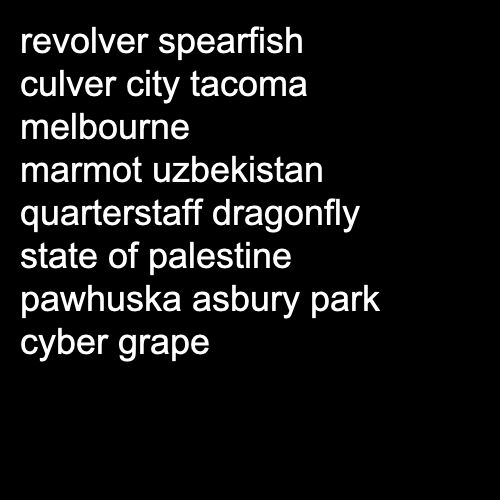 revolver spearfish
culver city tacoma
melbourne
marmot uzbekistan
quarterstaff dragonfly
state of palestine
pawhuska asbury park
cyber grape